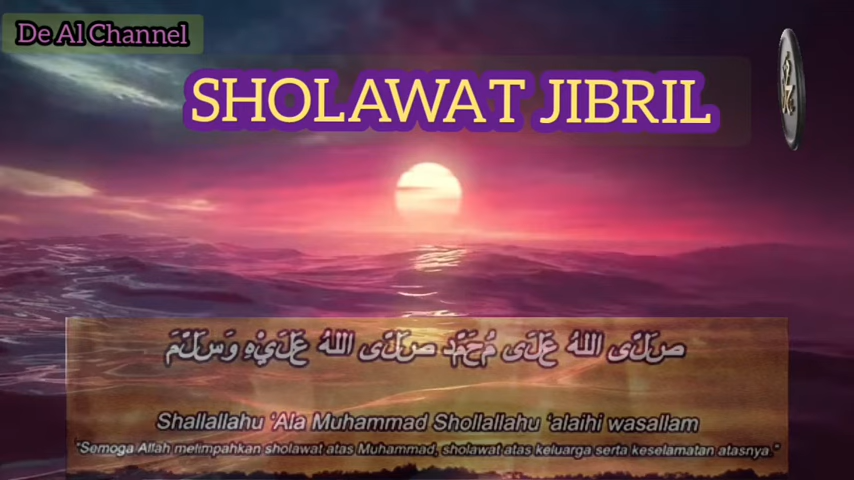 De Al Channel
SHOLAWAT JIBRIL
صَلَّى اللهُ عَلَى مُحَمَّد صَلَّى اللهُ عَلَيْهِ وَسَلَّمَ
Shallallahu 'Ala Muhammad Shollallahu 'alaihi wasallam
"Semoga Allah melimpahkan sholawat atas Muhammad, sholawat atas keluarga serta keselamatan atasnya."